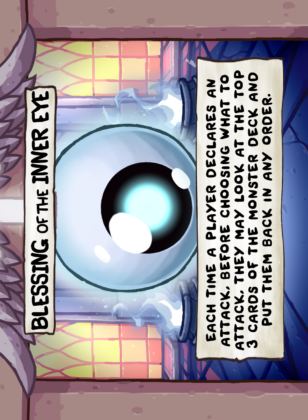 BLESSING OF THE INNER EYE
EACH TIME A PLAYER DECLARES AN
ATTACK, BEFORE CHOOSING WHAT TO
ATTACK, THEY MAY LOOK AT THE TOP
3 CARDS OF THE MONSTER DECK AND
PUT THEM BACK IN ANY ORDER.